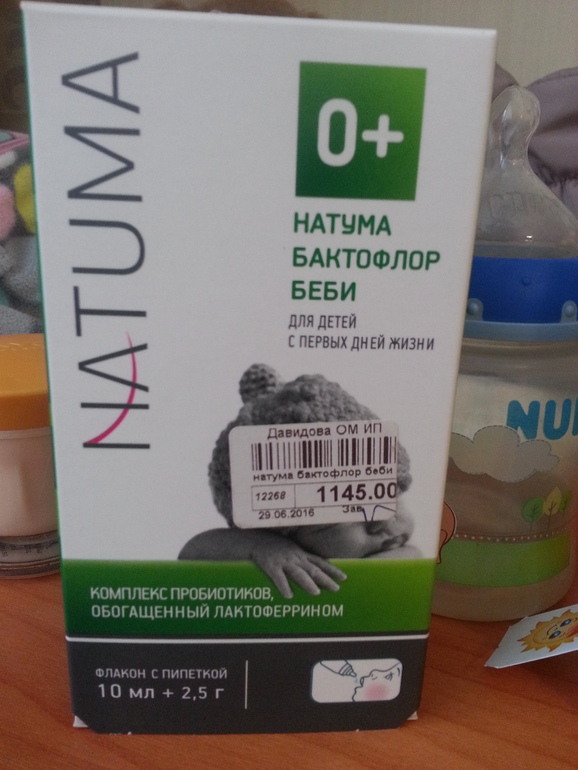 NATUMA
0+
НАТУМА
БАКТОФЛОР
БЕБИ
ДЛЯ ДЕТЕЙ
С ПЕРВЫХ ДНЕЙ ЖИЗНИ
Давидова ОМ ИП
натума бактофлор беби
12268 1145.00
29.06.2016 Зав
КОМПЛЕКС ПРОБИОТИКОВ,
ОБОГАЩЕННЫЙ ЛАКТОФЕРРИНОМ
ФЛАКОН С ПИПЕТКОЙ
10 мл + 2,5 г
NU